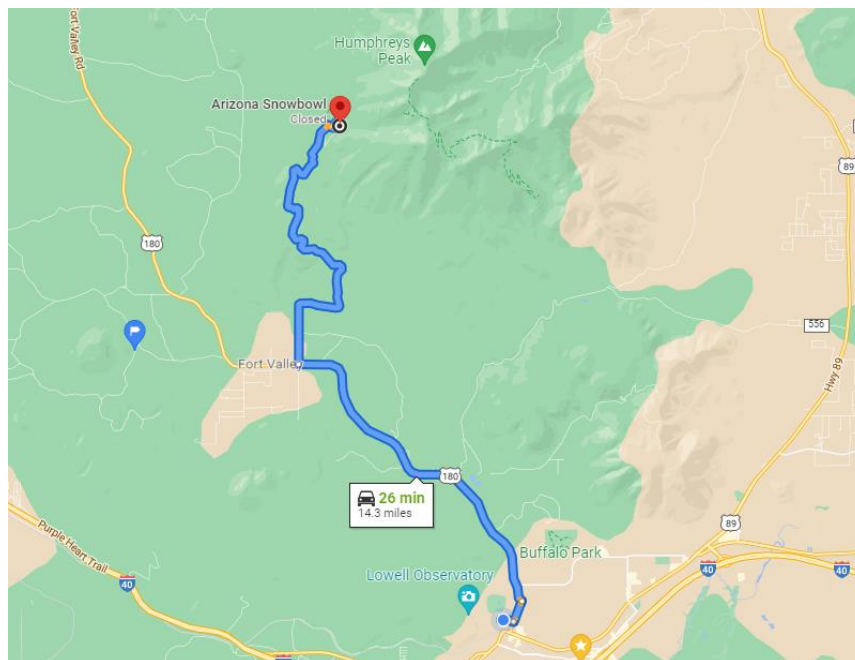 Fort Valley Rd
Humphreys
Peak
Arizona Snowbowl
Closed
89
180
556
Fort Valley
Hwy 89
180
26 min
14.3 miles
89
Purple Heart Trail
Buffalo Park
40
Lowell Observatory
40
40
40